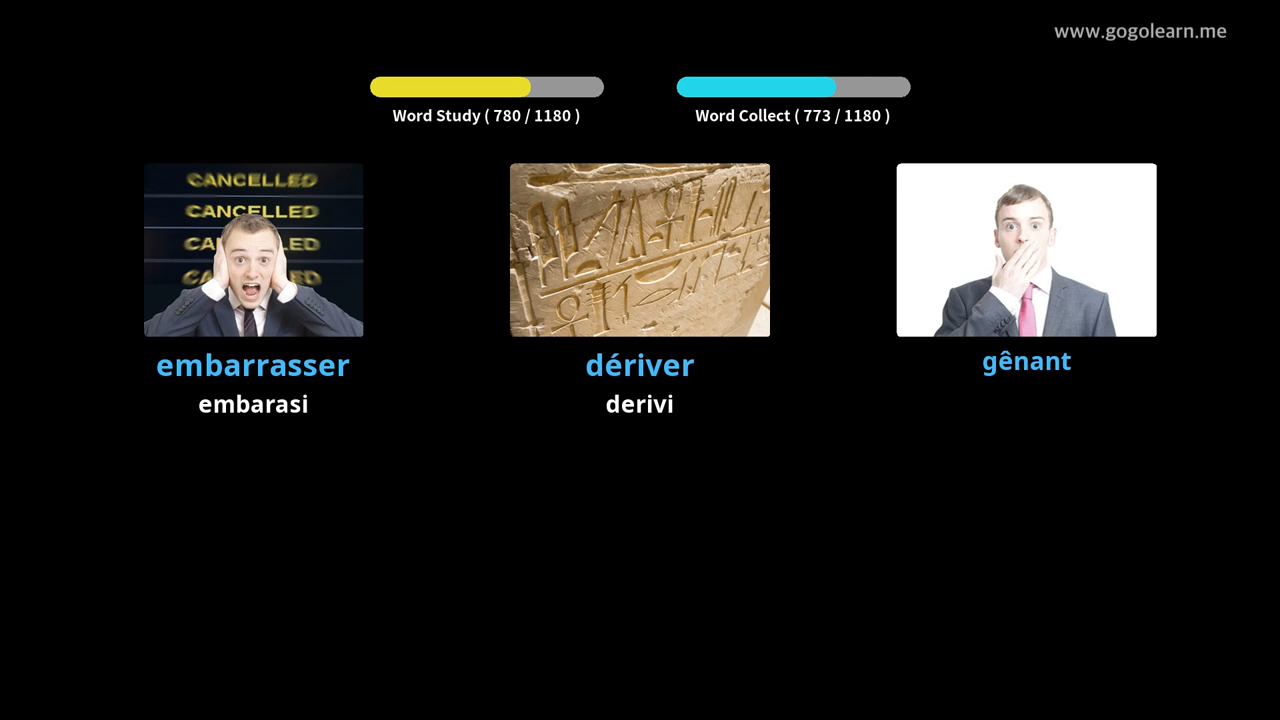 www.gogolearn.me
Word Study ( 780 / 1180 )
Word Collect ( 773 / 1180 )
CANCELLED
CANCELLED
embarrasser
embarasi
dériver
derivi
gênant